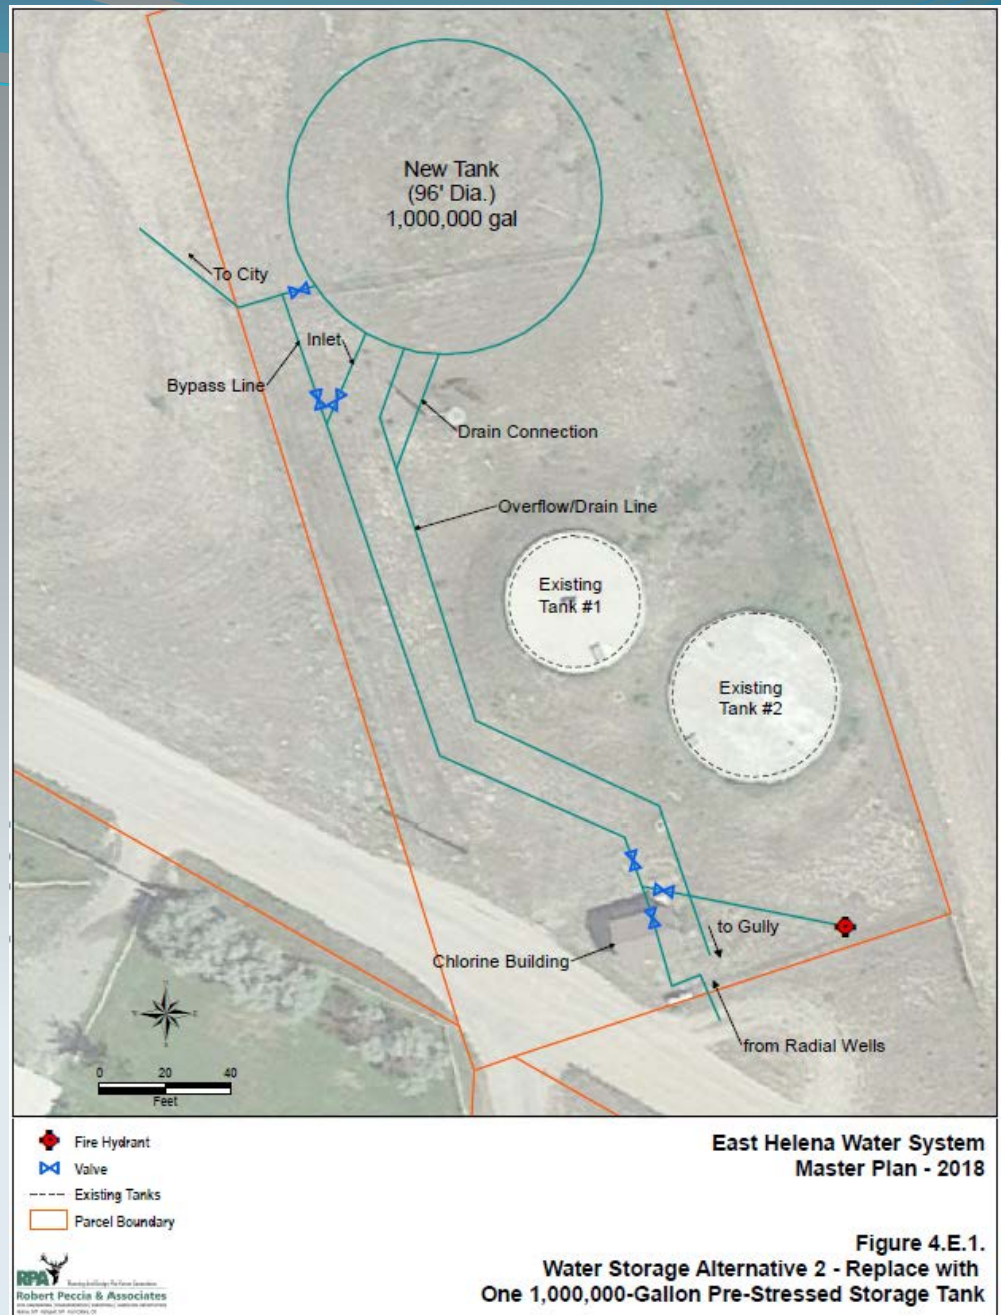 New Tank
(96' Dia.)
1,000,000 gal
To City
Inlet
Bypass Line
Drain Connection
Overflow/Drain Line
Existing
Tank #1
Existing
Tank #2
to Gully
Chlorine Building
from Radial Wells
0 20 40
Feet
Fire Hydrant
Valve
Existing Tanks
Parcel Boundary
East Helena Water System
Master Plan - 2018
Figure 4.E.1.
Water Storage Alternative 2 - Replace with
One 1,000,000-Gallon Pre-Stressed Storage Tank
RPA
Robert Peccia & Associates